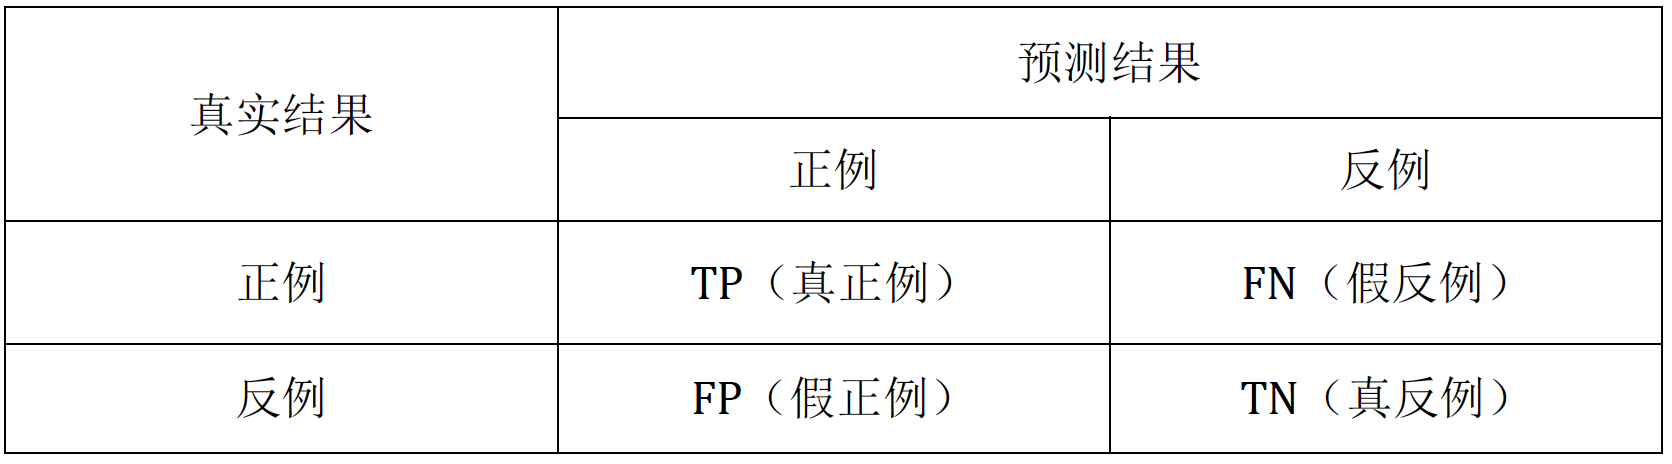 预测结果
真实结果
正例
反例
正例
TP（真正例）
FN（假反例）
反例
FP（假正例）
TN（真反例）